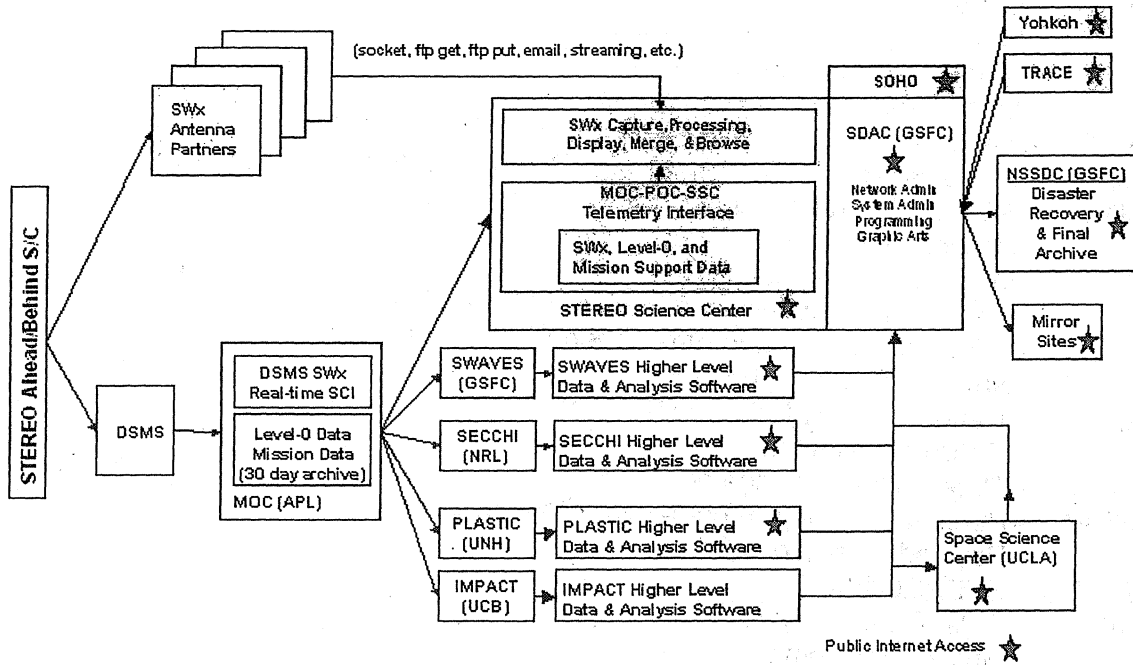 (socket, ftp get, ftp put, email, streaming, etc.)
SWx
Antenna
Partners
STEREO Ahead/Behind S/C
DSMS
DSMS SWx
Real-time SCI
Level-0 Data
Mission Data
(30 day archive)
MOC (APL)
SWx Capture, Processing,
Display, Merge, & Browse
MOC-POC-SSC
Telemetry Interface
SWx, Level-0, and
Mission Support Data
STEREO Science Center
SOHO
SDAC (GSFC)
Network Admin
System Admin
Programming
Graphic Arts
Yohkoh
TRACE
NSSDC (GSFC)
Disaster
Recovery
& Final
Archive
Mirror
Sites
SWAVES
(GSFC)
SWAVES Higher Level
Data & Analysis Software
SECCHI
(NRL)
SECCHI Higher Level
Data & Analysis Software
PLASTIC
(UNH)
PLASTIC Higher Level
Data & Analysis Software
IMPACT
(UCB)
IMPACT Higher Level
Data & Analysis Software
Space Science
Center (UCLA)
Public Internet Access